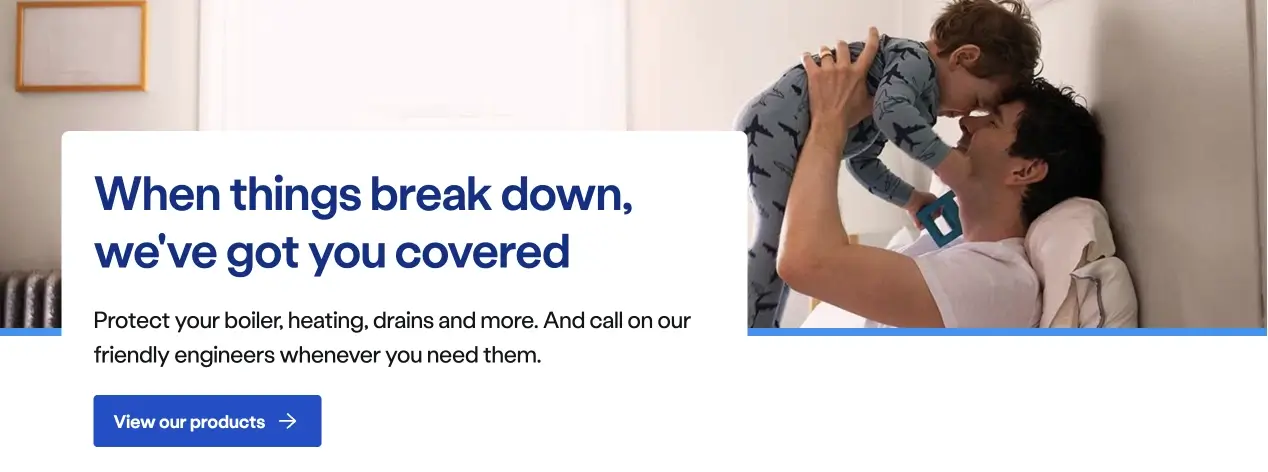 When things break down,
we've got you covered
Protect your boiler, heating, drains and more. And call on our
friendly engineers whenever you need them.
View our products →